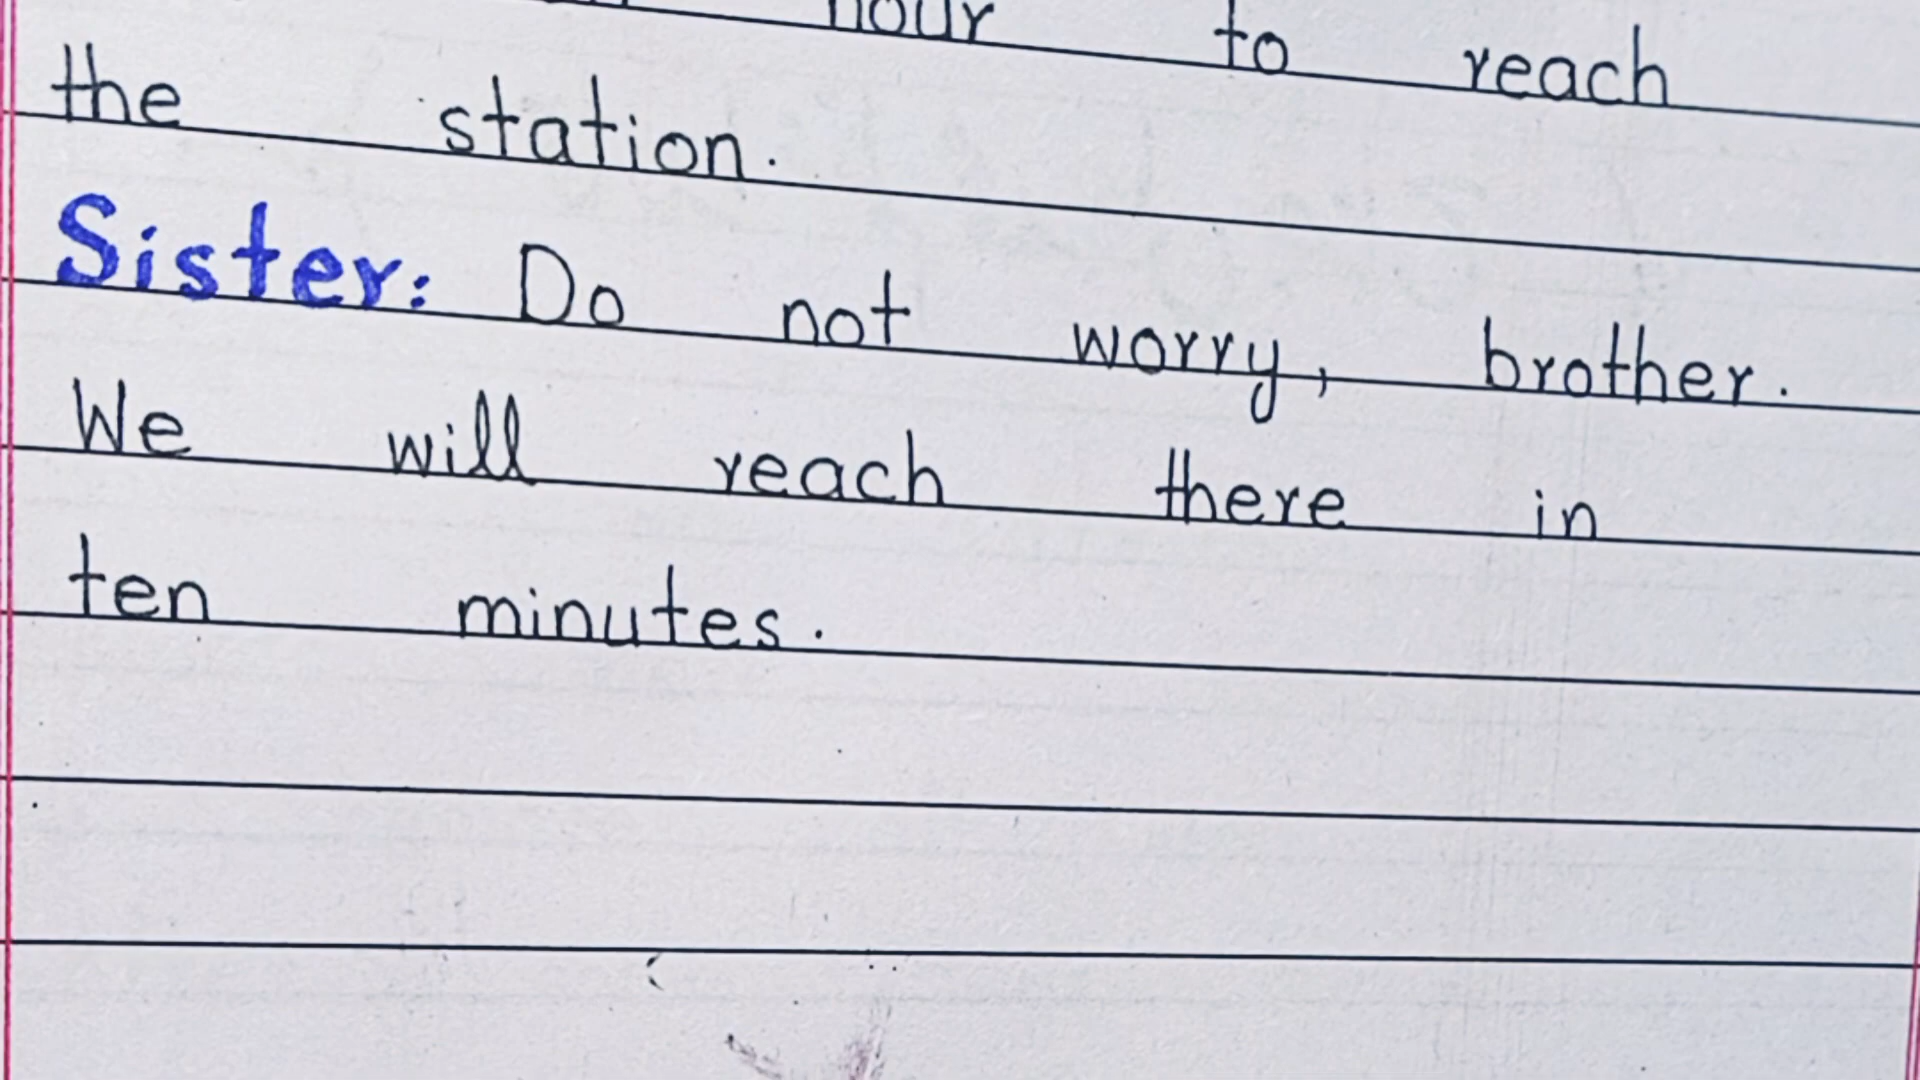 hour to reach
the station.
Sister: Do not worry, brother.
We will reach there in
ten minutes.